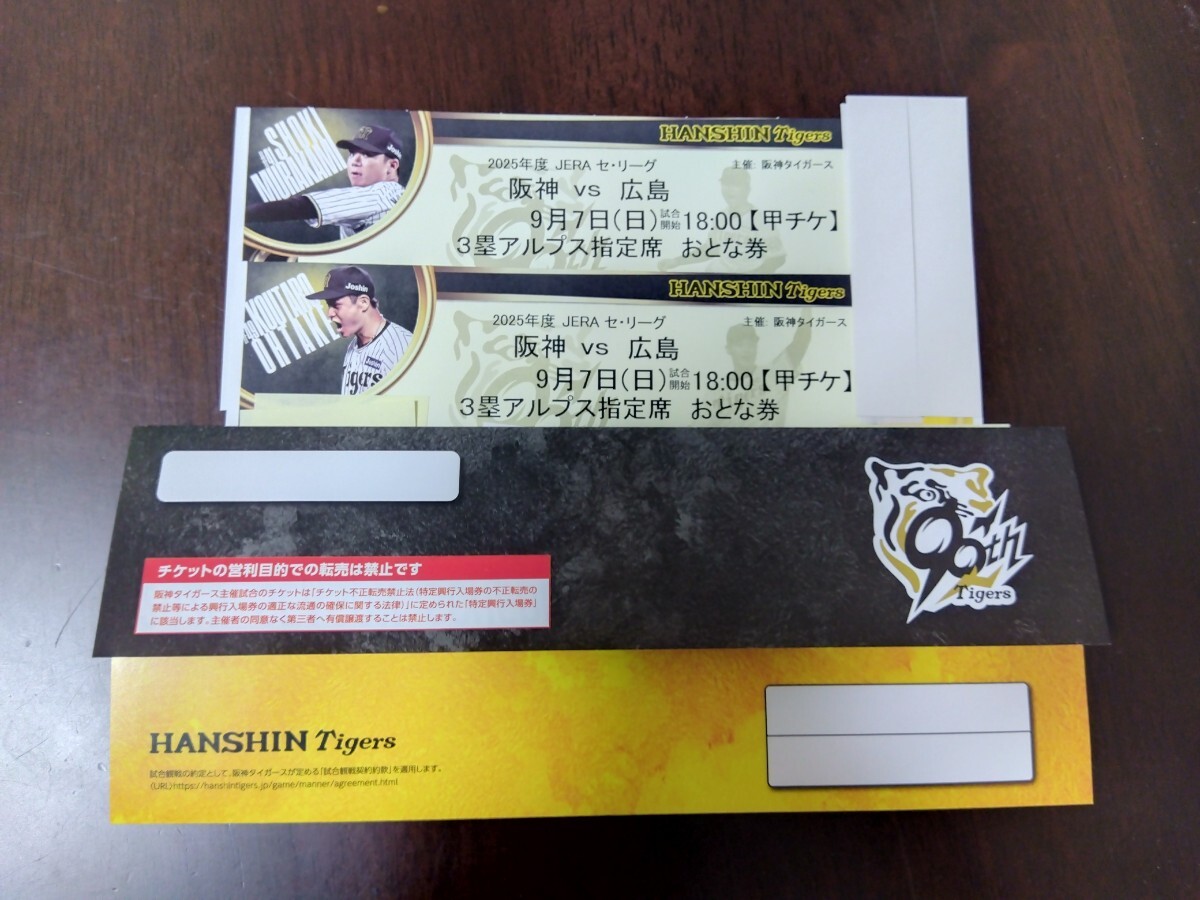 SHOKI
MURAKAMI
HANSHIN Tigers
2025年度 JERA セ・リーグ
主催: 阪神タイガース
阪神 vs 広島
9月7日(日) 試合開始 18:00【甲チケ】
3塁アルプス指定席 おとな券
Joshin
HANSHIN Tigers
KOUTARO
OHTAKE
Joshin
Tigers
2025年度 JERA セ・リーグ
主催: 阪神タイガース
阪神 vs 広島
9月7日(日) 試合開始 18:00【甲チケ】
3塁アルプス指定席 おとな券
90th
Tigers
チケットの営利目的での転売は禁止です
阪神タイガース主催試合のチケットは「チケット不正転売禁止法(特定興行入場券の不正転売の
禁止等による興行入場券の適正な流通の確保に関する法律)」に定められた「特定興行入場券」
に該当します。主催者の同意なく第三者へ有償譲渡することは禁止します。
HANSHIN Tigers
試合観戦の約定として、阪神タイガースが定める「試合観戦契約約款」を適用します。
(URL)https://hanshintigers.jp/game/manner/agreement.html